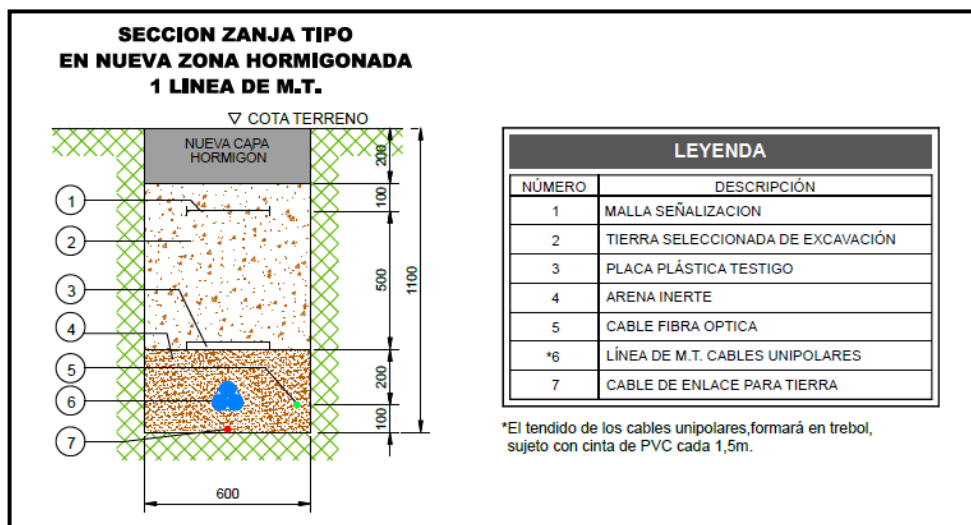 SECCION ZANJA TIPO
EN NUEVA ZONA HORMIGONADA
1 LÍNEA DE M.T.
COTA TERRENO
NUEVA CAPA
HORMIGÓN
200
100
500
1100
200
100
600
1
2
3
4
5
6
7
LEYENDA
NÚMERO DESCRIPCIÓN
1 MALLA SEÑALIZACION
2 TIERRA SELECCIONADA DE EXCAVACIÓN
3 PLACA PLÁSTICA TESTIGO
4 ARENA INERTE
5 CABLE FIBRA OPTICA
*6 LÍNEA DE M.T. CABLES UNIPOLARES
7 CABLE DE ENLACE PARA TIERRA
*El tendido de los cables unipolares,formará en trebol,
sujeto con cinta de PVC cada 1,5m.